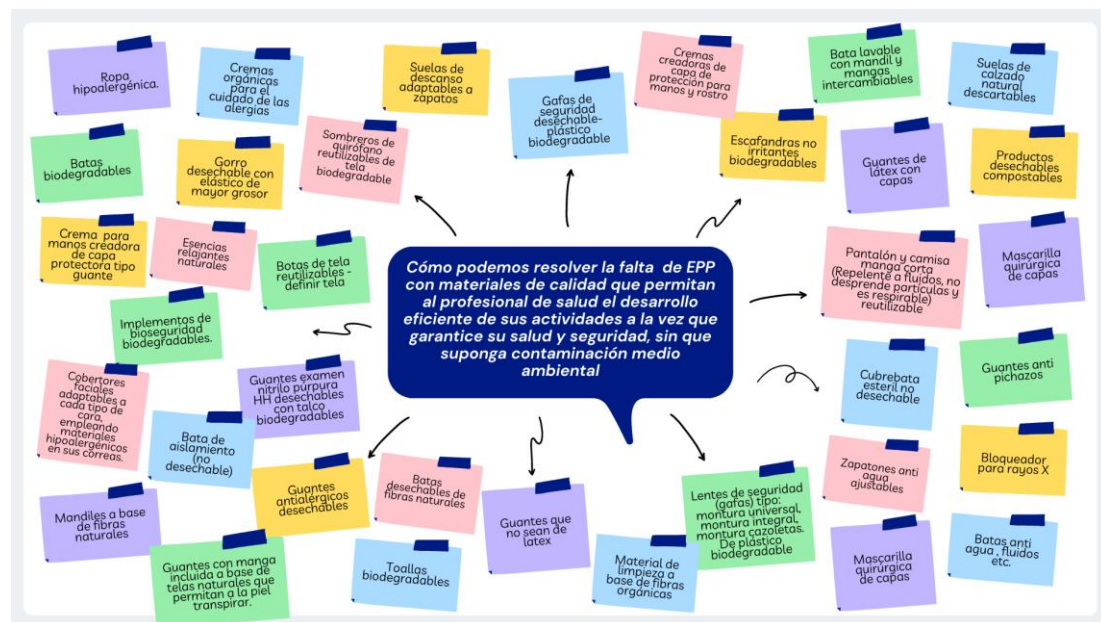 Ropa
hipoalergénica.
Cremas
orgánicas para
el cuidado de las
alergias
Suelas de
descanso
adaptables a
zapatos
Gafas de
seguridad
desechable-
plástico
biodegradable
Cremas
creadoras de
capa de
protección para
manos y rostro
Bata lavable
con mandil y
mangas
intercambiables
Suelas de
calzado
natural
descartables
Batas
biodegradables
Gorro
desechable con
elástico de
mayor grosor
Sombreros de
quirófano
reutilizables de
tela biodegradable
Escafandras no
irritantes
biodegradables
Guantes de
látex con
capas
Productos
desechables
compostables
Crema para
manos creadora
de capa
protectora tipo
guante
Esencias
relajantes
naturales
Botas de tela
reutilizables -
definir tela
Cómo podemos resolver la falta de EPP
con materiales de calidad que permitan
al profesional de salud el desarrollo
eficiente de sus actividades a la vez que
garantice su salud y seguridad, sin que
suponga contaminación medio
ambiental
Pantalón y camisa
manga corta
(Repelente a fluidos, no
desprende partículas y
es respirable)
reutilizable
Mascarilla
quirúrgica
de capas
Implementos de
bioseguridad
biodegradables.
Cobertores
faciales
adaptables a
cada tipo de
cara,
empleando
materiales
hipoalergénicos
en sus correas.
Guantes examen
nitrilo púrpura
HH desechables
con talco
biodegradables
Cubrebata
esteril no
desechable
Guantes anti
pichazos
Bata de
aislamiento (no
desechable)
Guantes
antialérgicos
desechables
Batas
desechables de
fibras naturales
Guantes que
no sean de
latex
Lentes de seguridad
(gafas) tipo:
montura universal,
montura integral,
montura cazoletas.
De plástico
biodegradable
Zapatones anti
agua
ajustables
Bloqueador
para rayos X
Mandiles a base
de fibras
naturales
Guantes con manga
incluida a base de
telas naturales que
permitan a la piel
transpirar.
Toallas
biodegradables
Material de
limpieza a
base de fibras
orgánicas
Mascarilla
quirúrgica
de capas
Batas anti
agua , fluidos
etc.